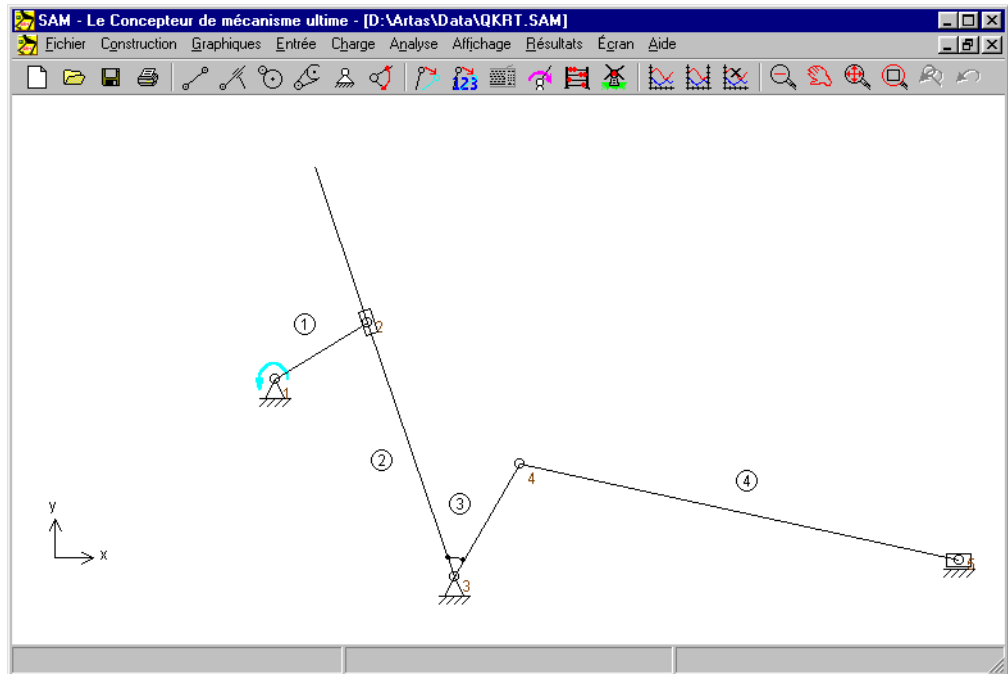 SAM - Le Concepteur de mécanisme ultime - [D:\Artas\Data\QKRT.SAM]
Fichier Construction Graphiques Entrée Charge Analyse Affichage Résultats Écran Aide
123
1
2
1
2
4
4
3
y
x
5
3